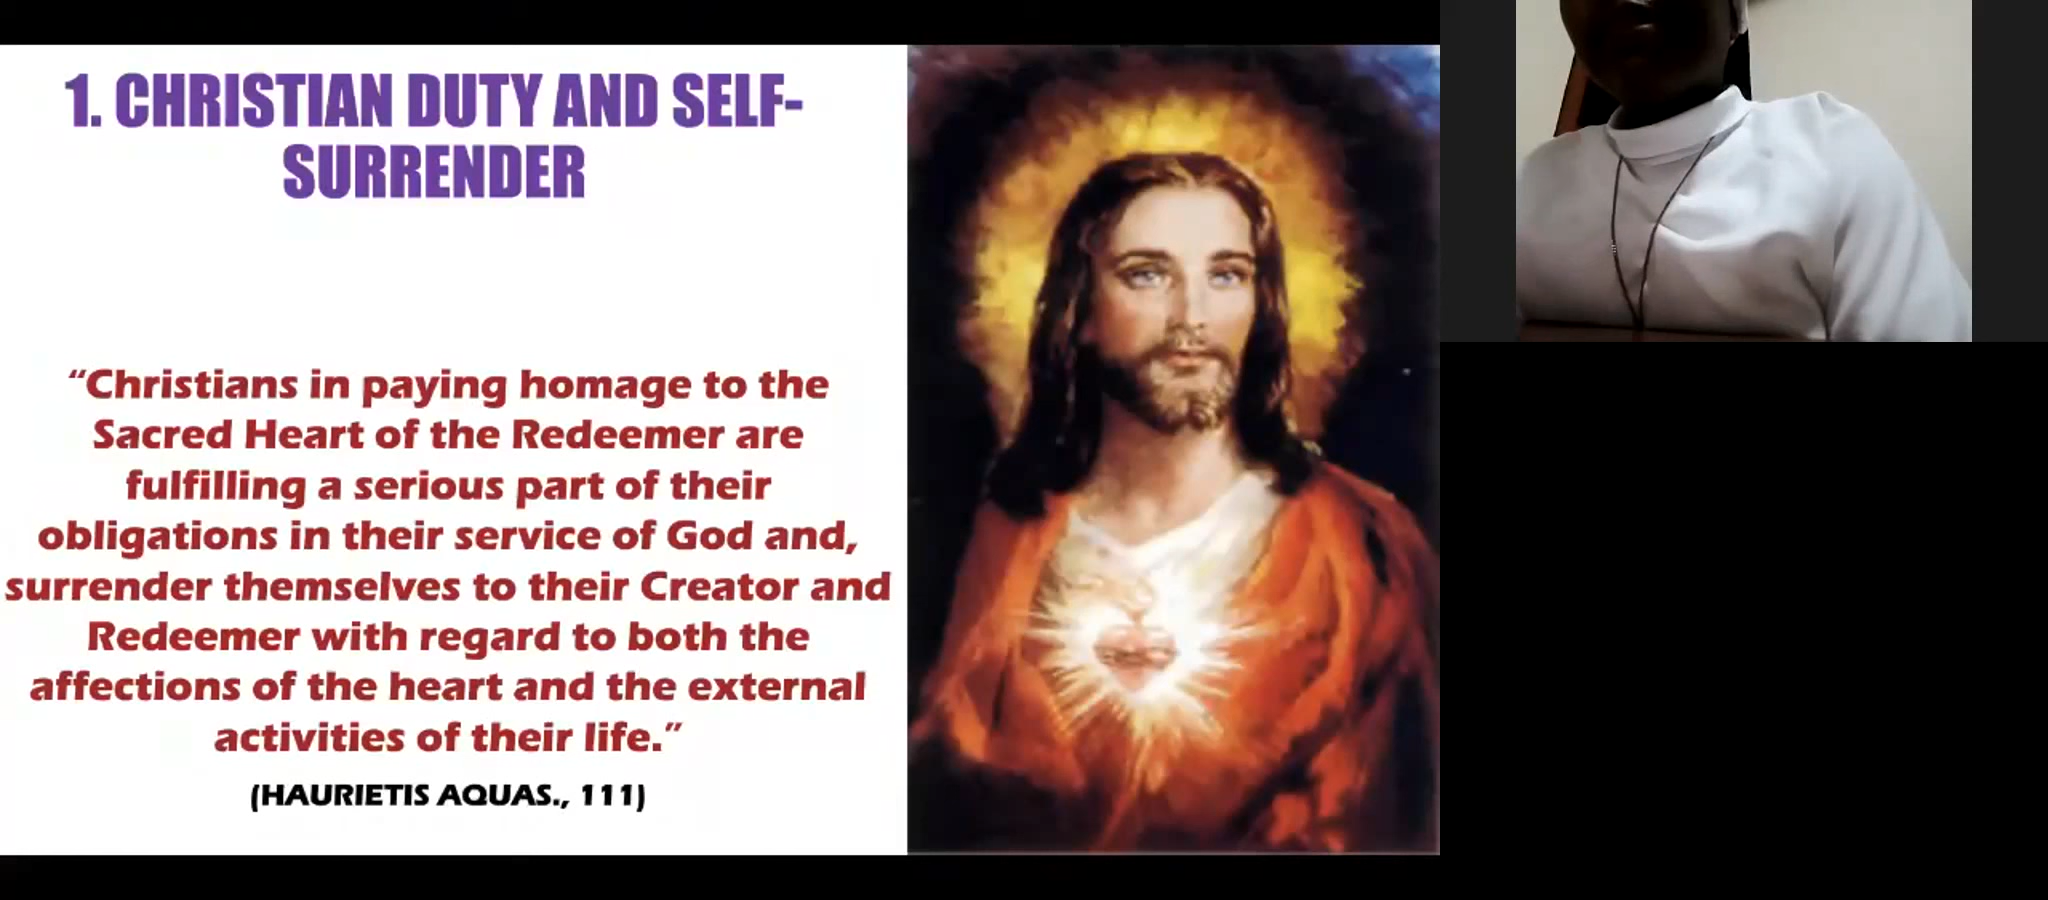 1. CHRISTIAN DUTY AND SELF-
SURRENDER
“Christians in paying homage to the
Sacred Heart of the Redeemer are
fulfilling a serious part of their
obligations in their service of God and,
surrender themselves to their Creator and
Redeemer with regard to both the
affections of the heart and the external
activities of their life.”
(HAURIETIS AQUAS., 111)